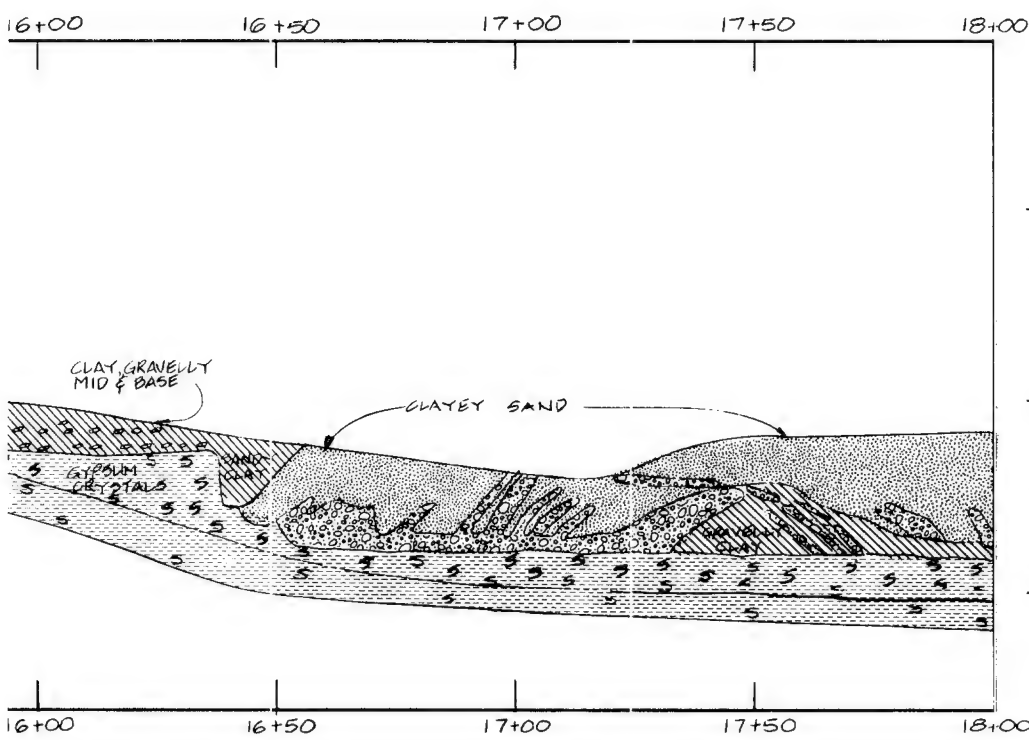 16+00 16+50 17+00 17+50 18+00
CLAY, GRAVELLY
MID & BASE
CLAYEY SAND
GYPSUM
CRYSTALS
SAND
CLAY
GRAVELLY
CLAY
16+00 16+50 17+00 17+50 18+00